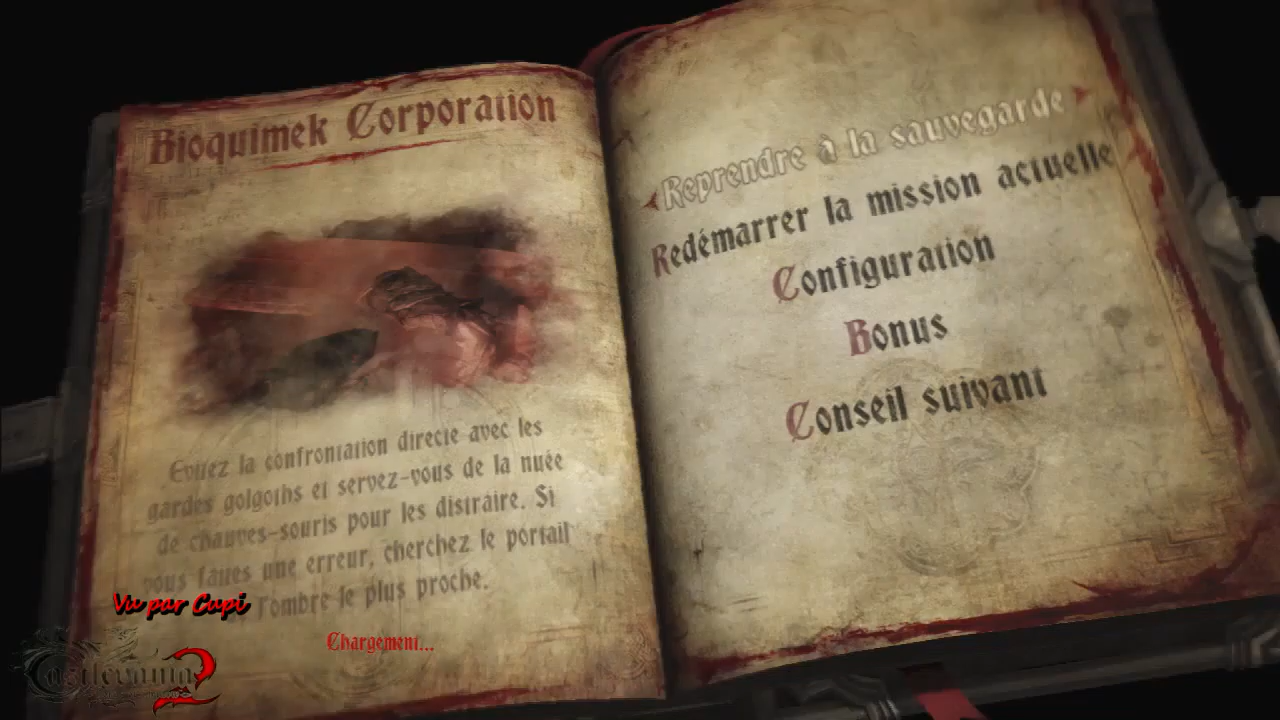 Bioquimek Corporation
Evitez la confrontation directe avec les
gardes golgoths et servez-vous de la nuée
de chauves-souris pour les distraire. Si
vous faites une erreur, cherchez le portail
d'ombre le plus proche.
Chargement...
Vu par Cupi
Castlevania
2
Reprendre à la sauvegarde
Redémarrer la mission actuelle
Configuration
Bonus
Conseil suivant